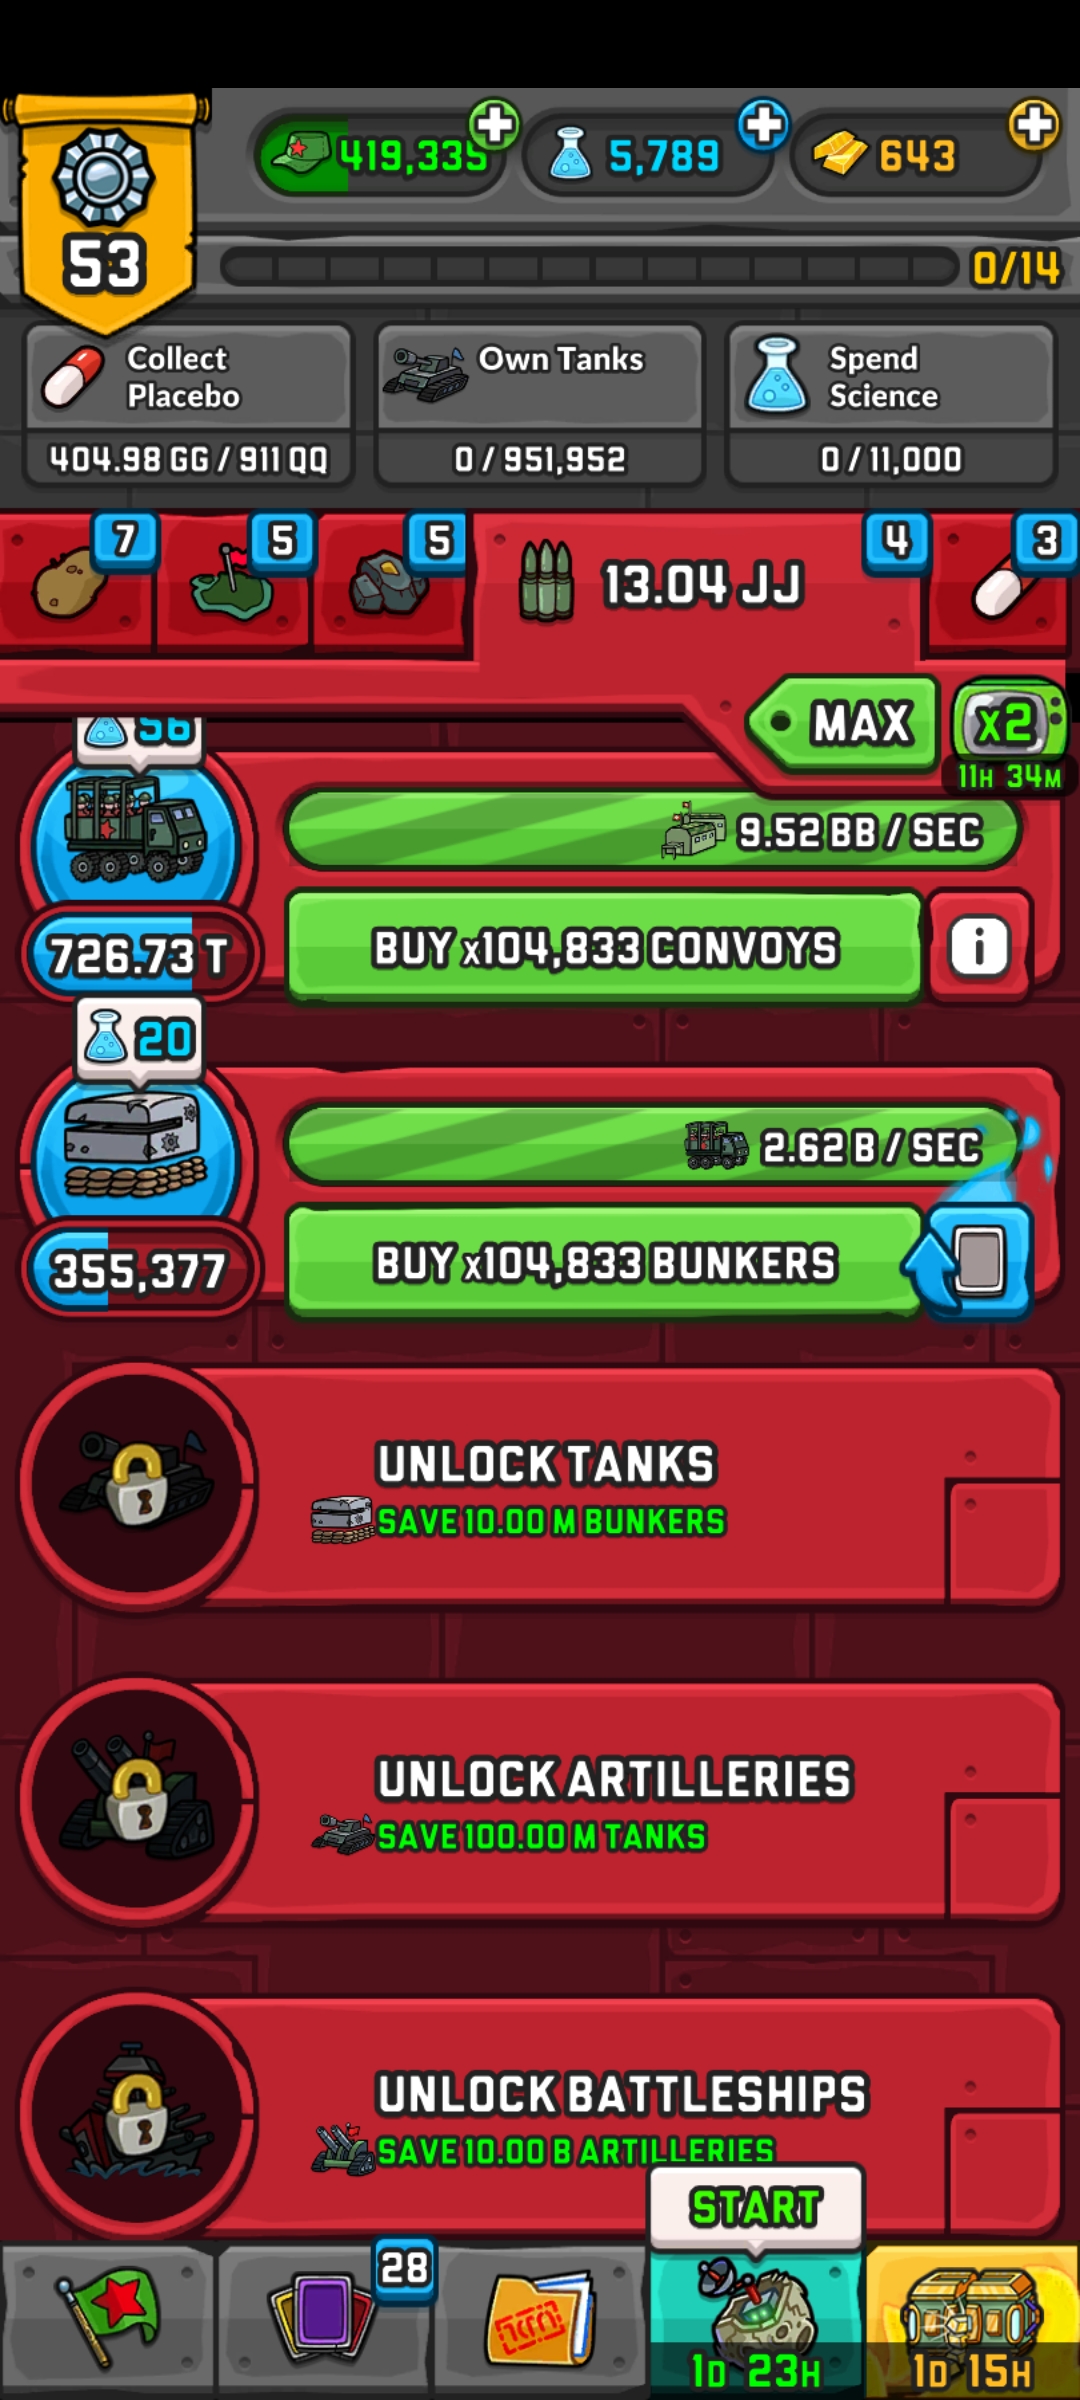 419,335
5,789
643
53
0/14
Collect
Placebo
Own Tanks
Spend
Science
404.98 GG / 911 QQ
0 / 951,952
0 / 11,000
7
5
5
13.04 JJ
4
3
MAX
x2
11H 34M
56
9.52 BB / SEC
726.73 T
BUY x104,833 CONVOYS
i
20
2.62 B / SEC
355,377
BUY x104,833 BUNKERS
UNLOCK TANKS
SAVE 10.00 M BUNKERS
UNLOCK ARTILLERIES
SAVE 100.00 M TANKS
UNLOCK BATTLESHIPS
SAVE 10.00 B ARTILLERIES
START
28
1D 23H
1D 15H